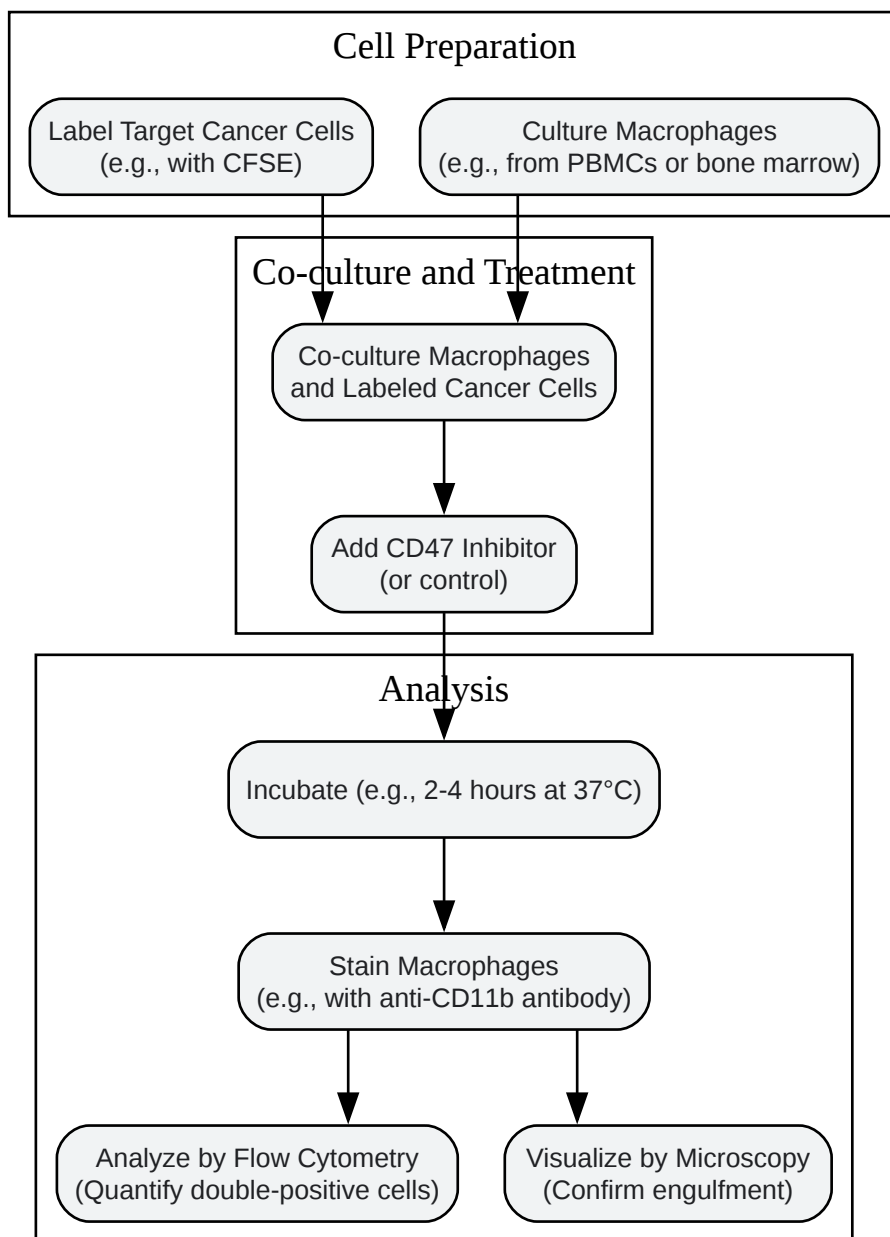 Cell Preparation
Label Target Cancer Cells
(e.g., with CFSE)
Culture Macrophages
(e.g., from PBMCs or bone marrow)
Co-culture and Treatment
Co-culture Macrophages
and Labeled Cancer Cells
Add CD47 Inhibitor
(or control)
Analysis
Incubate (e.g., 2-4 hours at 37°C)
Stain Macrophages
(e.g., with anti-CD11b antibody)
Analyze by Flow Cytometry
(Quantify double-positive cells)
Visualize by Microscopy
(Confirm engulfment)